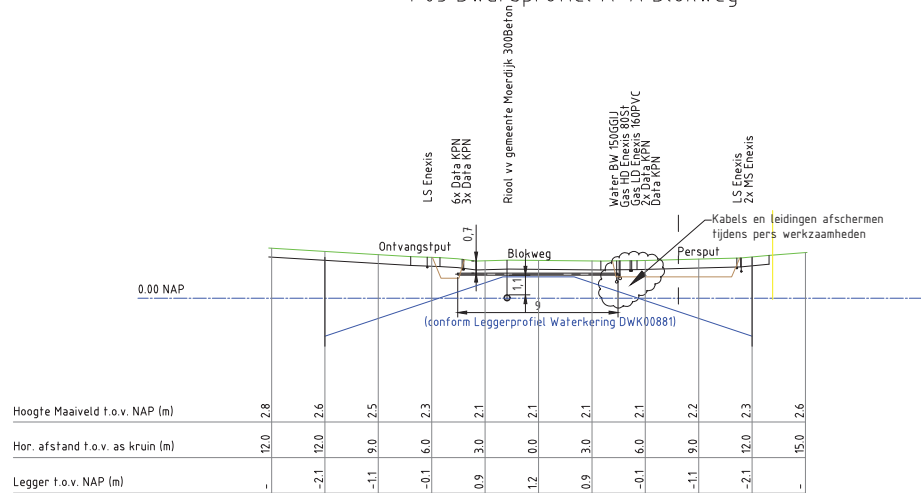 Riool vv gemeente Moerdijk 300Beton
LS Enexis
6x Data KPN
3x Data KPN
Water BW 150GGIJ
Gas HD Enexis 80St
Gas LD Enexis 160PVC
2x Data KPN
Data KPN
LS Enexis
2x MS Enexis
Kabels en leidingen afschermen
tijdens pers werkzaamheden
0,7
Ontvangstput
Blokweg
Persput
1,1
0.00 NAP
9
(conform Leggerprofiel Waterkering DWK00881)
Hoogte Maaiveld t.o.v. NAP (m) 2.8 2.6 2.5 2.3 2.1 2.1 2.1 2.1 2.2 2.3 2.6
Hor. afstand t.o.v. as kruin (m) 12.0 12.0 9.0 6.0 3.0 0.0 3.0 6.0 9.0 12.0 15.0
Legger t.o.v. NAP (m) - -2.1 -1.1 -0.1 0.9 1.2 0.9 -0.1 -1.1 -2.1 -